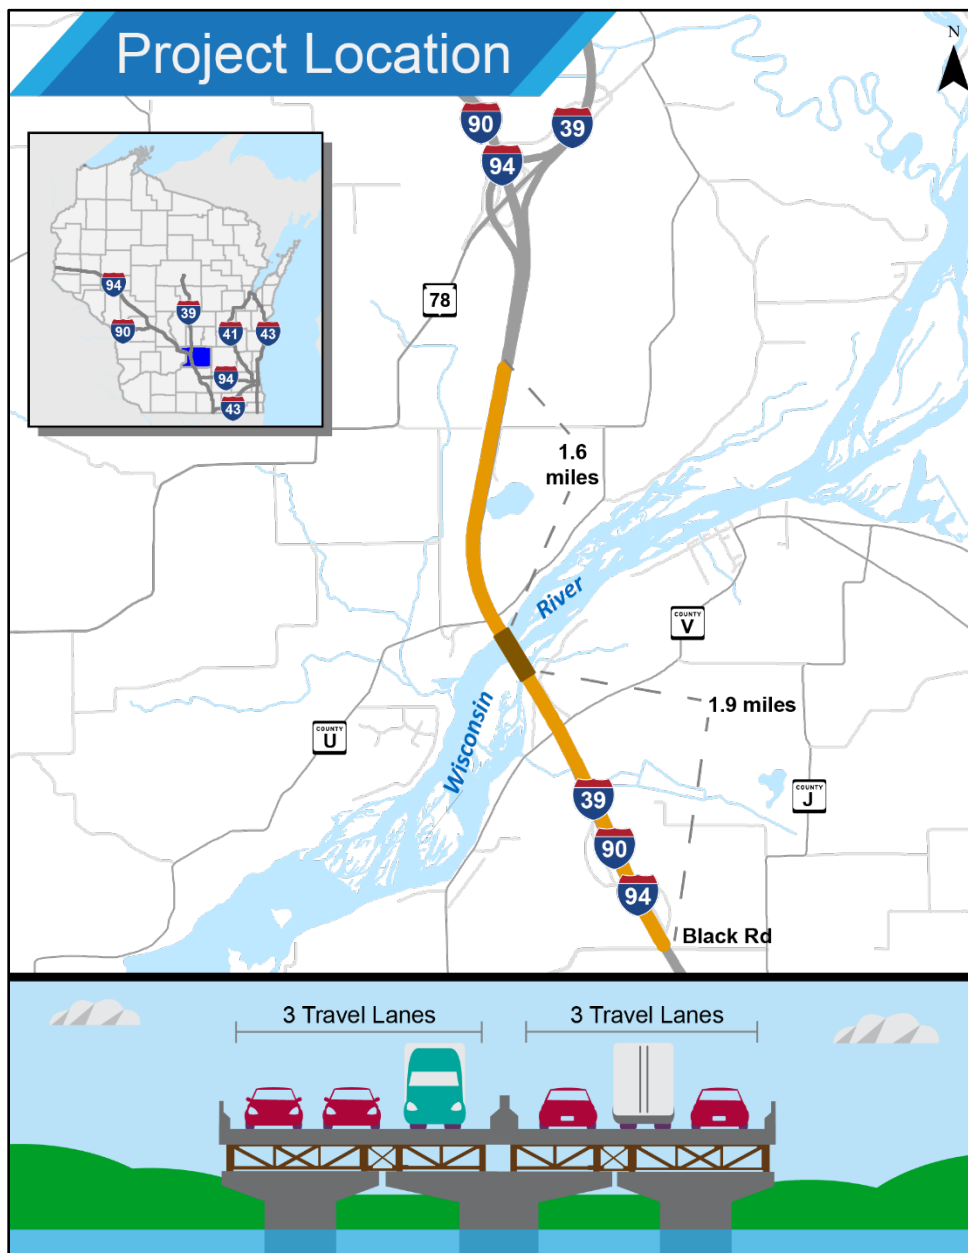 Project Location
N
90
39
94
78
94
39
90
41
43
94
43
1.6
miles
River
COUNTY
V
1.9 miles
Wisconsin
COUNTY
U
COUNTY
J
39
90
94
Black Rd
3 Travel Lanes
3 Travel Lanes